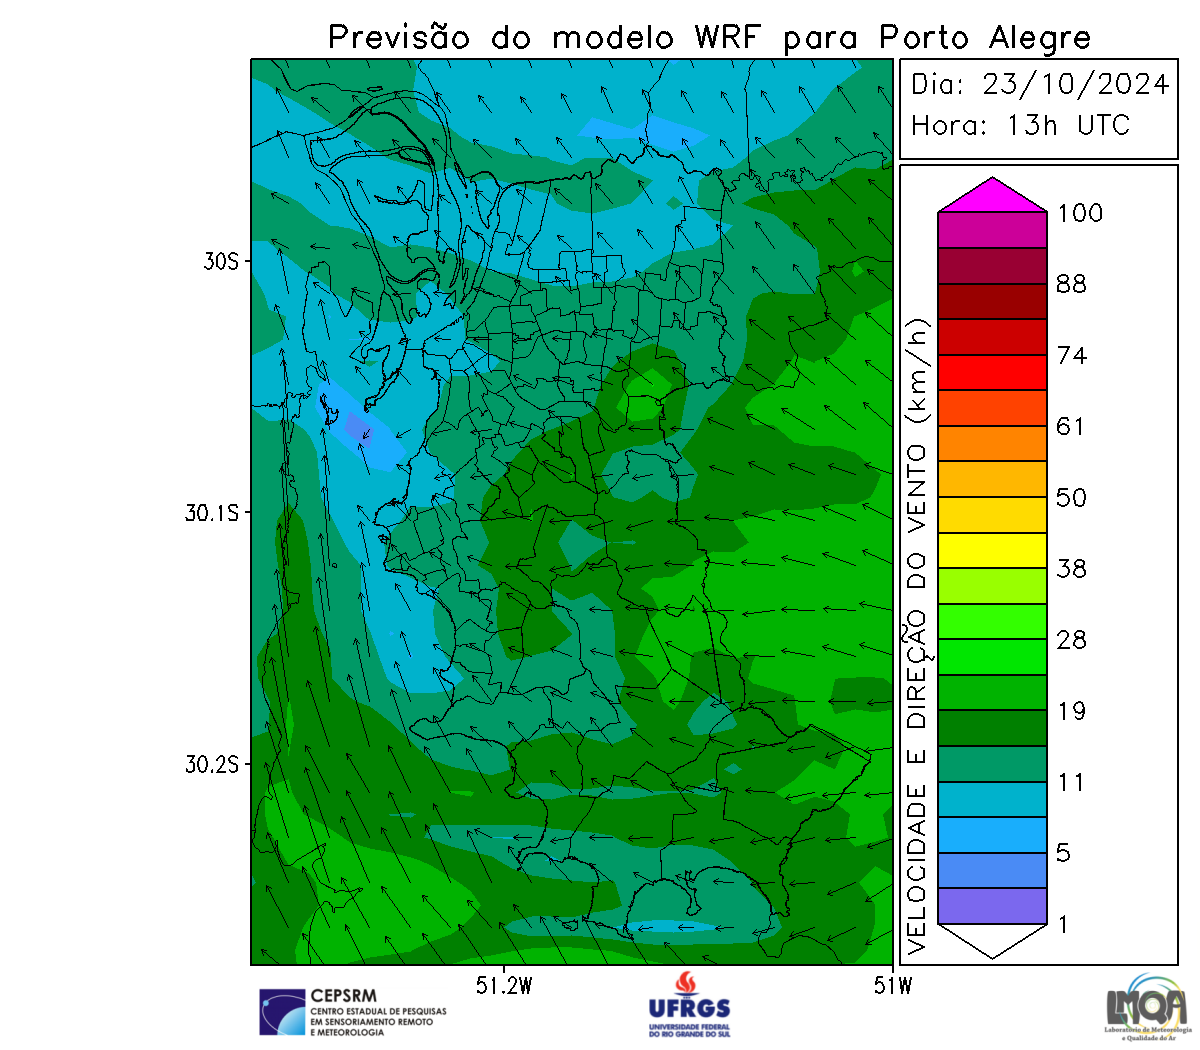 Previsão do modelo WRF para Porto Alegre
Dia: 23/10/2024
Hora: 13h UTC
30S
30.1S
30.2S
51.2W
51W
VELOCIDADE E DIREÇÃO DO VENTO (km/h)
100
88
74
61
50
38
28
19
11
5
1
CEPSRM
CENTRO ESTADUAL DE PESQUISAS
EM SENSORIAMENTO REMOTO
E METEOROLOGIA
UFRGS
UNIVERSIDADE FEDERAL
DO RIO GRANDE DO SUL
LMQA
Laboratório de Meteorologia
e Qualidade do Ar